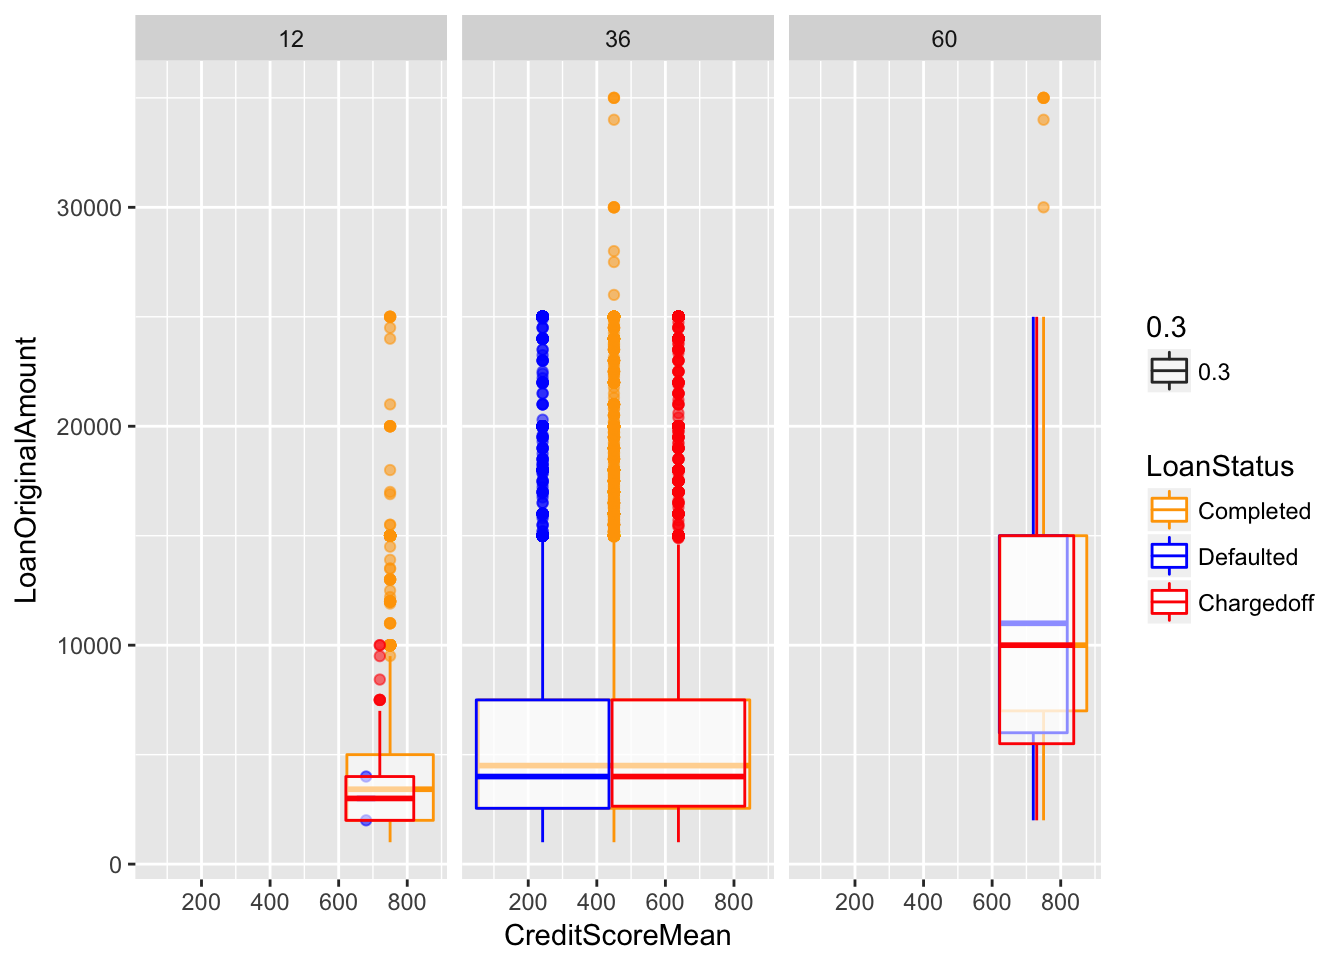 12 36 60
LoanOriginalAmount
30000
20000
10000
0
200 400 600 800 200 400 600 800 200 400 600 800
CreditScoreMean
0.3
0.3
LoanStatus
Completed
Defaulted
Chargedoff